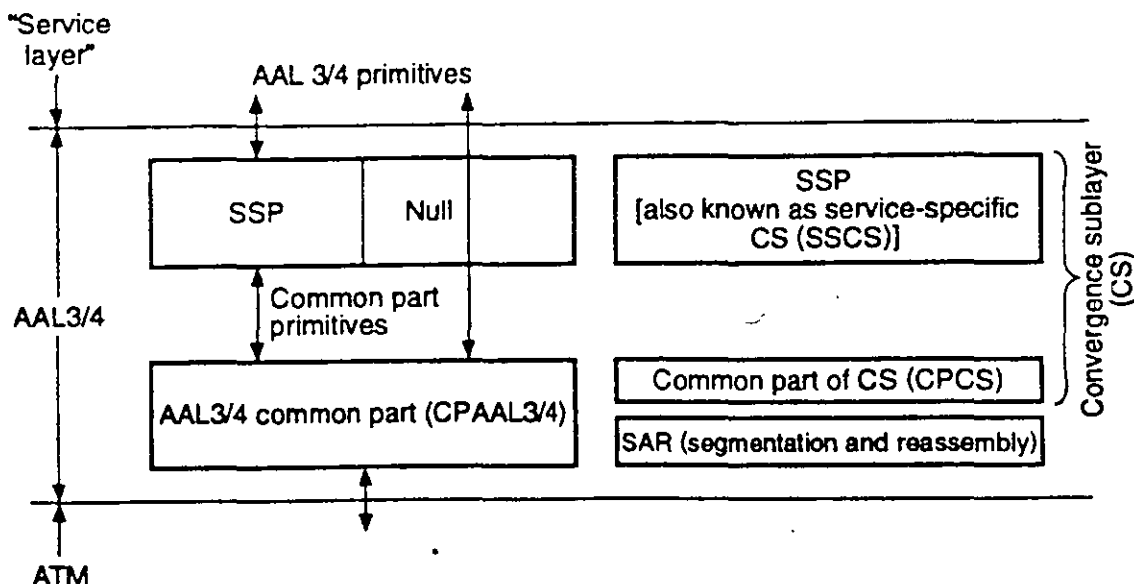 "Service
layer"
AAL 3/4 primitives
SSP
Null
SSP
[also known as service-specific
CS (SSCS)]
Convergence sublayer
(CS)
AAL3/4
Common part
primitives
AAL3/4 common part (CPAAL3/4)
Common part of CS (CPCS)
SAR (segmentation and reassembly)
ATM